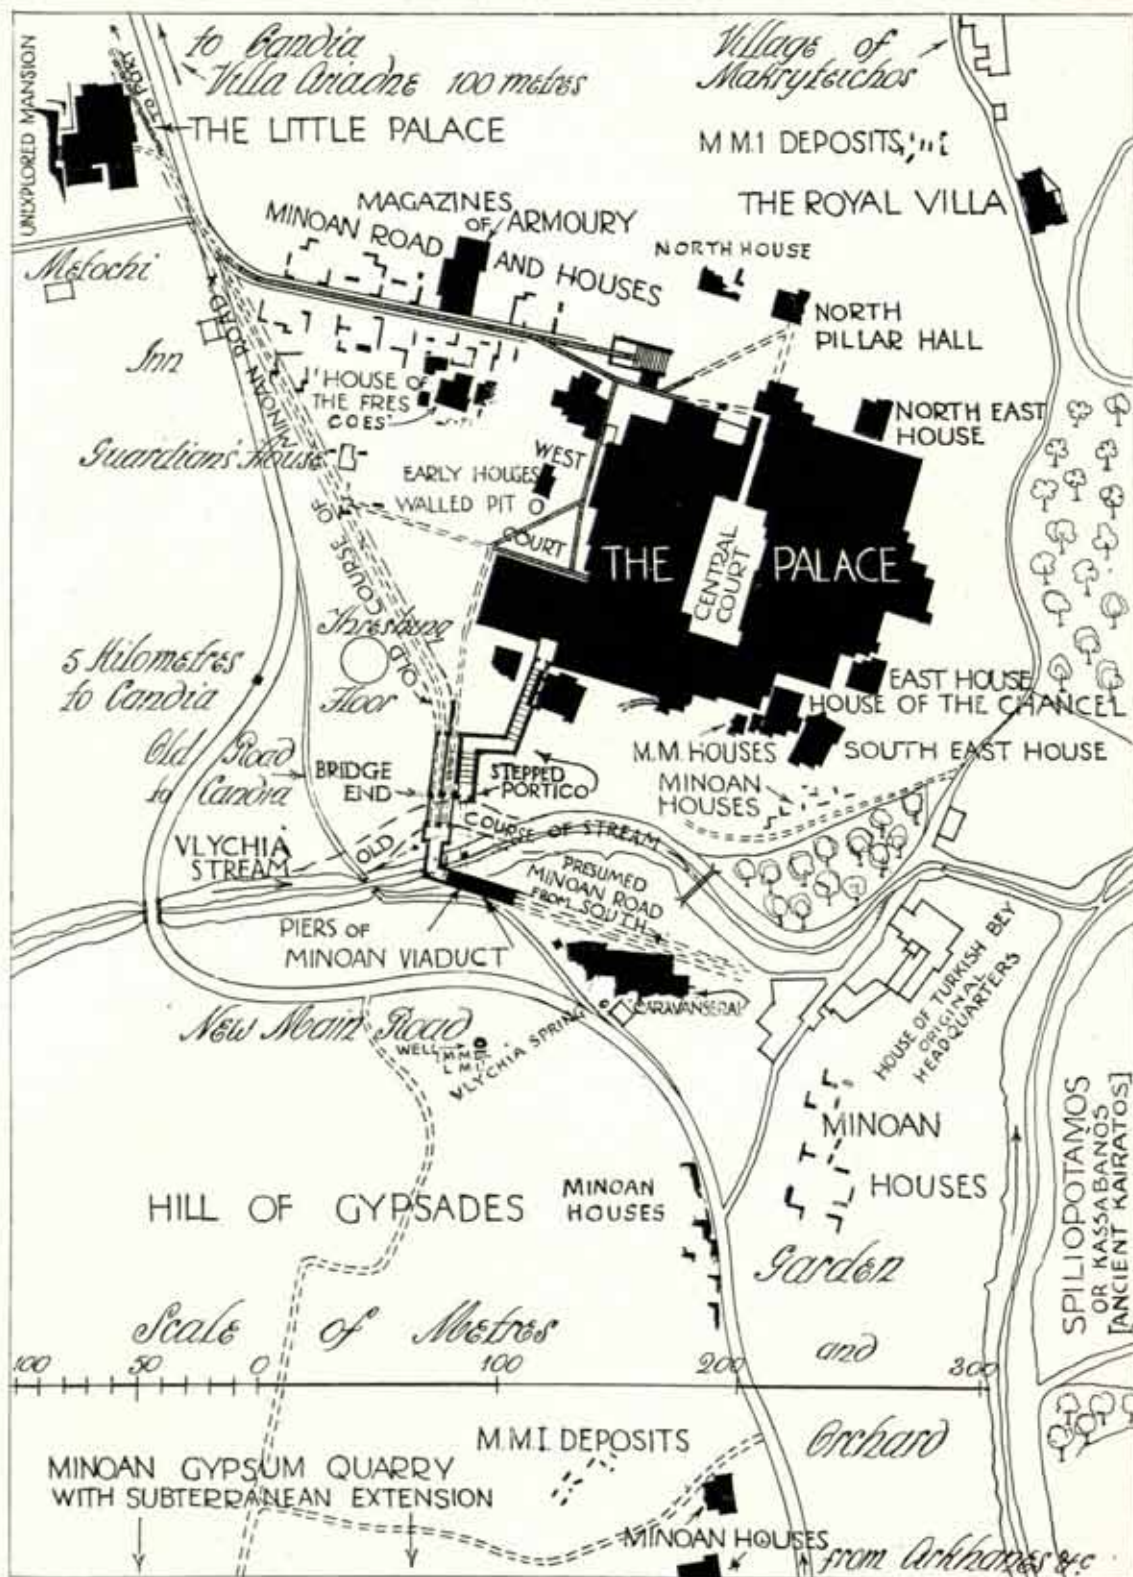 to Candia
Villa Ariadne 100 metres
Village of
Makryteichos
UNEXPLORED MANSION
TO PORT
THE LITTLE PALACE
M M.1 DEPOSITS
THE ROYAL VILLA
MAGAZINES
OF ARMOURY
MINOAN ROAD AND HOUSES
NORTH HOUSE
Metochi
NORTH
PILLAR HALL
Inn
'HOUSE OF
THE FRES
COES'
NORTH EAST
HOUSE
Guardian's House
EARLY HOUSES
WALLED PIT
WEST
COURT
THE PALACE
CENTRAL
COURT
COURSE OF OLD MINOAN ROAD
Threshing
Floor
5 Kilometres
to Candia
EAST HOUSE
HOUSE OF THE CHANCEL
SOUTH EAST HOUSE
M.M. HOUSES
MINOAN
HOUSES
Old Road
to Candia
BRIDGE
END
STEPPED
PORTICO
VLYCHIA
STREAM
OLD COURSE OF STREAM
PRESUMED
MINOAN ROAD
FROM SOUTH
PIERS OF
MINOAN VIADUCT
'CARAVANSERAI'
HOUSE OF TURKISH BEY
ORIGINAL
HEADQUARTERS
New Main Road
WELL
VLYCHIA SPRING
MINOAN
HOUSES
HILL OF GYPSADES
MINOAN
HOUSES
SPILIOPOTAMOS
OR KASSABANOS
[ANCIENT KAIRATOS]
Garden
and
Orchard
Scale of Metres
100 50 0 100 200 300
M.M.I. DEPOSITS
MINOAN GYPSUM QUARRY
WITH SUBTERRANEAN EXTENSION
MINOAN HOUSES
from Arkhanes &.c